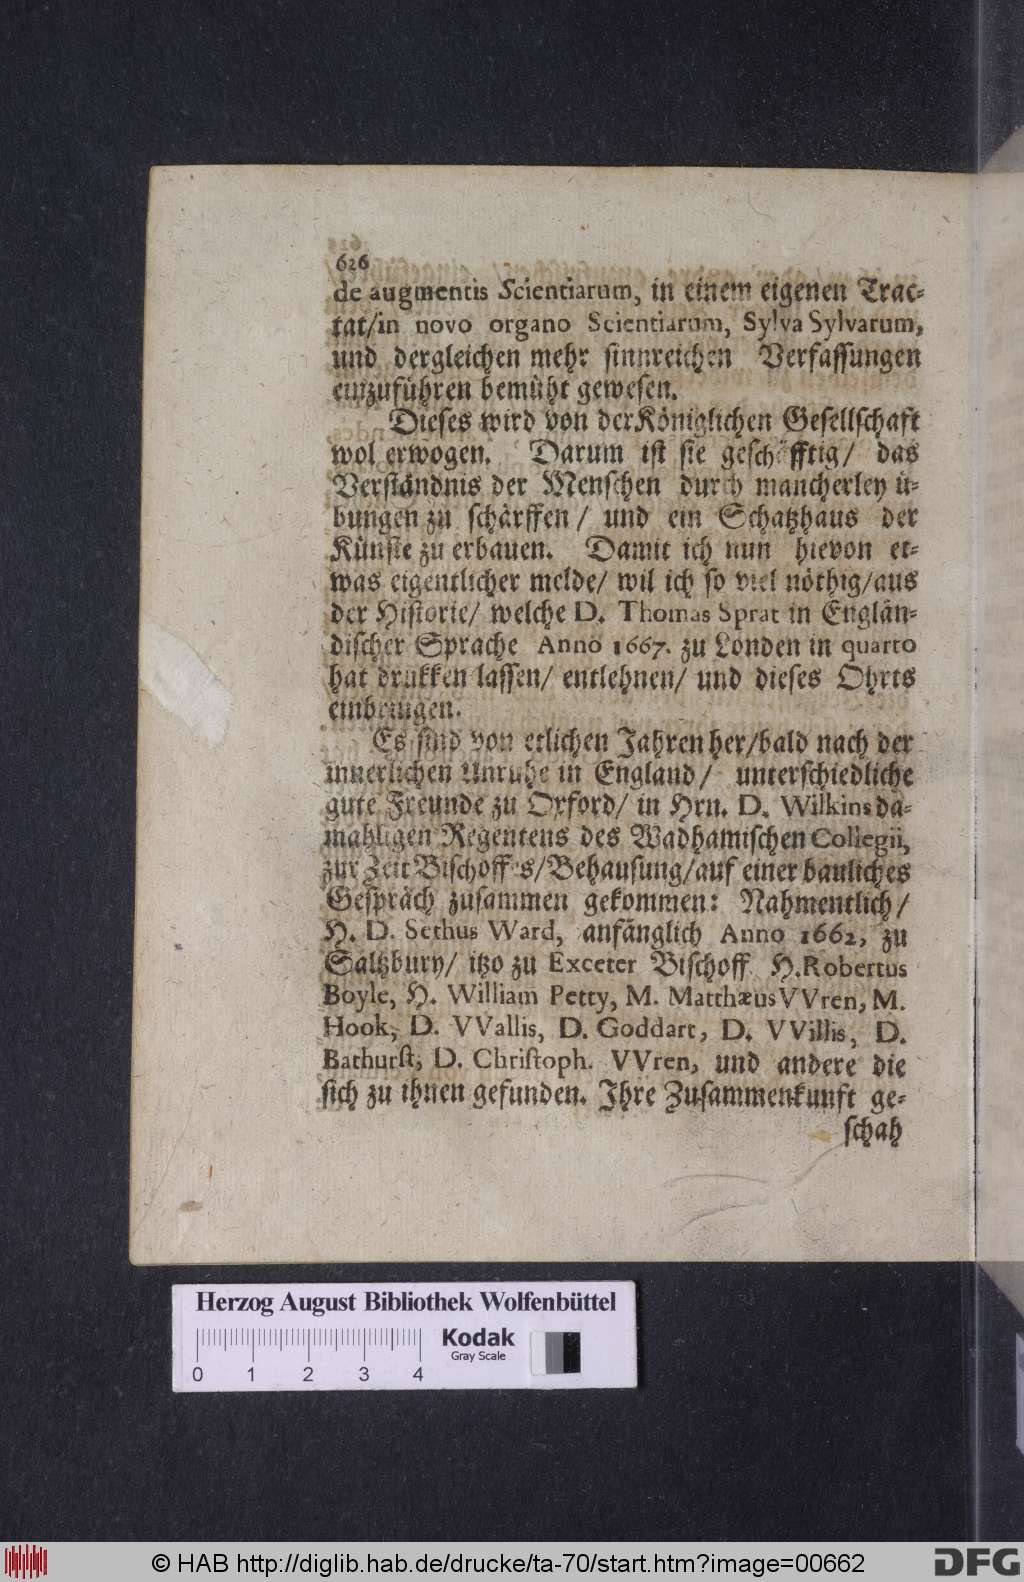 626
de augmentis Scientiarum, in einem eigenen Trac-
tat/in novo organo Scientiarum, Sylva Sylvarum,
und dergleichen mehr sinnreichen Verfassungen
einzuführen bemüht gewesen.
Dieses wird von der Königlichen Gesellschaft
wol erwogen. Darum ist sie geschäfftig/ das
Verständnis der Menschen durch mancherley ü-
bungen zu schärffen/ und ein Schatzhaus der
Künste zu erbauen. Damit ich nun hievon et-
was eigentlicher melde/ wil ich so viel nöthig/aus
der Historie/ welche D. Thomas Sprat in Englän-
discher Sprache Anno 1667. zu Londen in quarto
hat drukken lassen/ entlehnen/ und dieses Ohrts
einbringen.
Es sind von etlichen Jahren her/bald nach der
innerlichen Unruhe in England/ unterschiedliche
gute Freunde zu Oxford/ in Hrn. D. Wilkins da-
mahligen Regentens des Wadhamischen Collegii,
zur Zeit Bischoffes/Behausung/auf einer bauliches
Gespräch zusammen gekommen: Nahmentlich/
H. D. Sethus Ward, anfänglich Anno 1662, zu
Saltzbury/ itzo zu Exceter Bischoff H. Robertus
Boyle, H. William Petty, M. Matthæus VVren, M.
Hook, D. VVallis, D. Goddart, D. VVillis, D.
Bathurst, D. Christoph. VVren, und andere die
sich zu ihnen gefunden. Ihre Zusammenkunft ge-
schah
Herzog August Bibliothek Wolfenbüttel
Kodak
Gray Scale
0 1 2 3 4
© HAB http://diglib.hab.de/drucke/ta-70/start.htm?image=00662
DFG